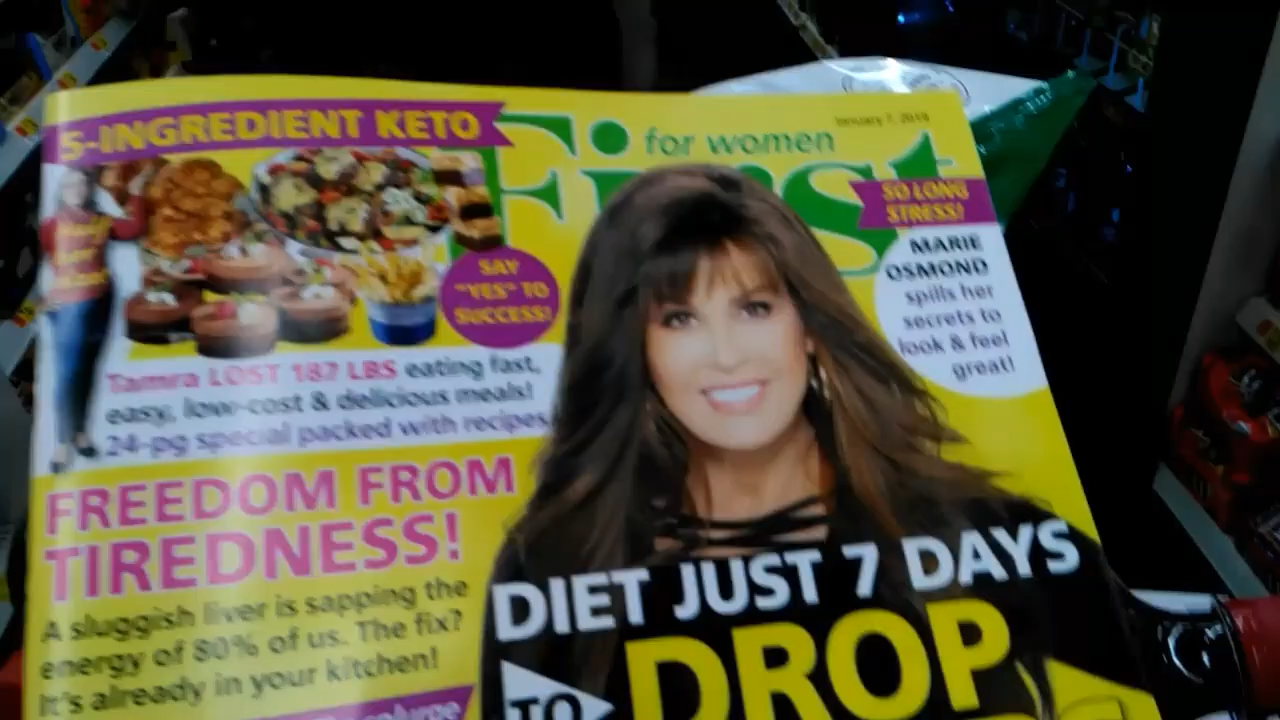 5-INGREDIENT KETO
First
for women
January 7, 2019
SO LONG
STRESS!
MARIE
OSMOND
spills her
secrets to
look & feel
great!
SAY
"YES" TO
SUCCESS!
Tamra LOST 187 LBS eating fast,
easy, low-cost & delicious meals!
24-pg special packed with recipes
FREEDOM FROM
TIREDNESS!
A sluggish liver is sapping the
energy of 80% of us. The fix?
It's already in your kitchen!
DIET JUST 7 DAYS
TO DROP
splurge